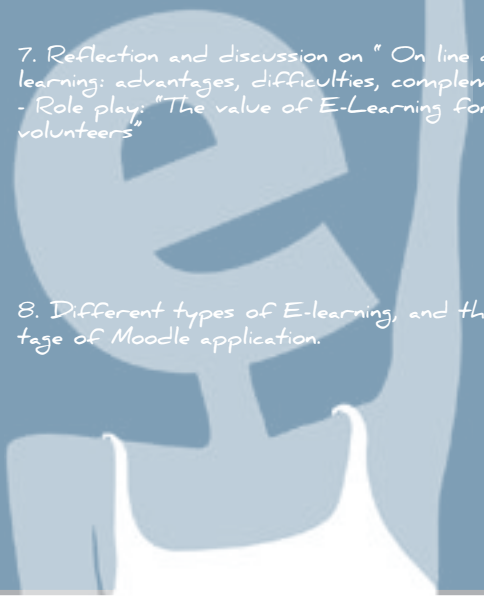 7. Reflection and discussion on " On line a
learning: advantages, difficulties, complem
- Role play: "The value of E-Learning for
volunteers"
8. Different types of E-learning, and th
tage of Moodle application.